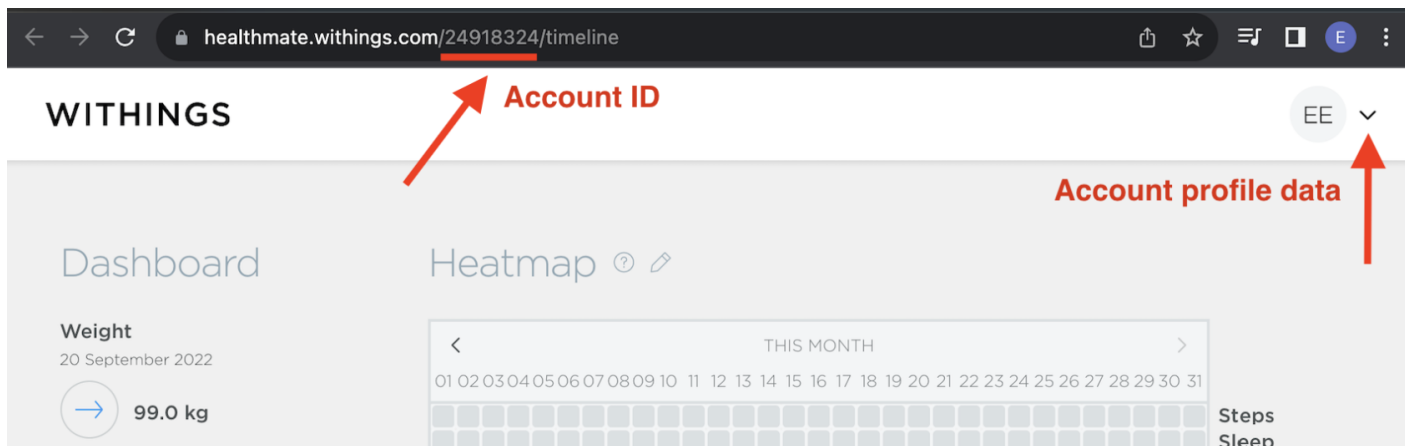 healthmate.withings.com/24918324/timeline
E
Account ID
WITHINGS
EE
Account profile data
Dashboard
Heatmap ?
Weight
20 September 2022
99.0 kg
THIS MONTH
01 02 03 04 05 06 07 08 09 10 11 12 13 14 15 16 17 18 19 20 21 22 23 24 25 26 27 28 29 30 31
Steps
Sleep